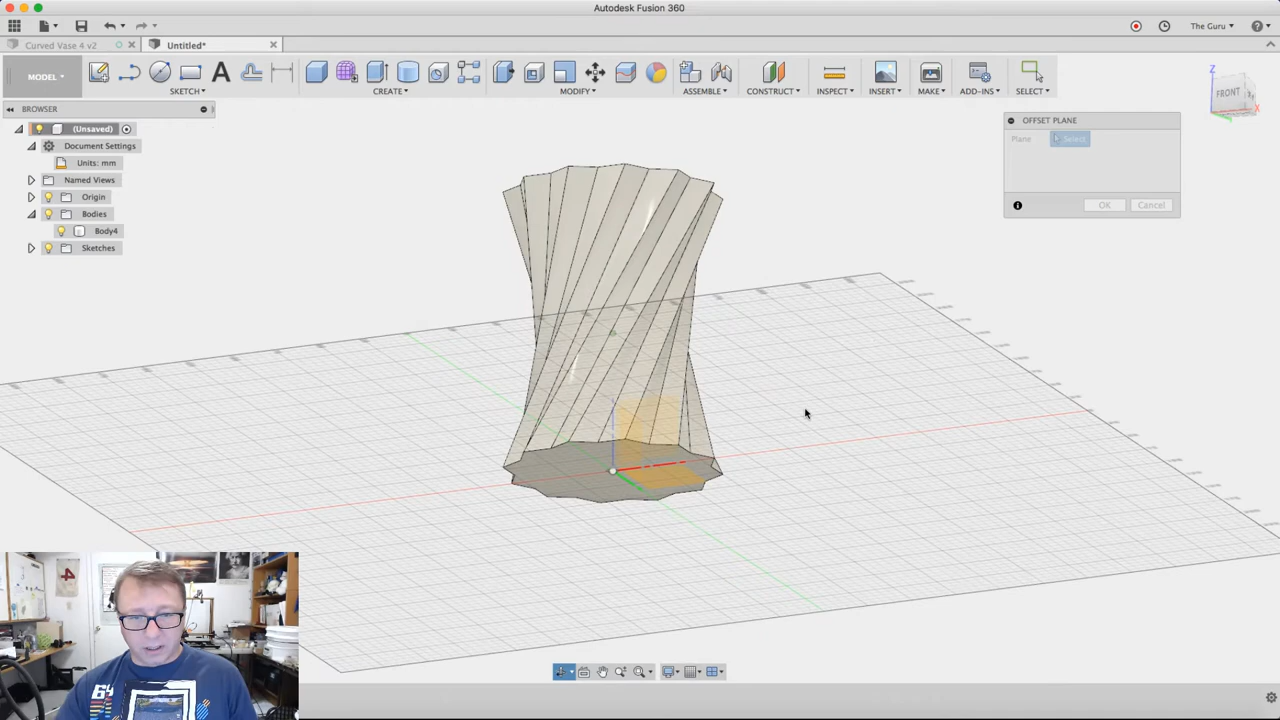 Autodesk Fusion 360
The Guru
Curved Vase 4 v2
Untitled*
MODEL
SKETCH
CREATE
MODIFY
ASSEMBLE
CONSTRUCT
INSPECT
INSERT
MAKE
ADD-INS
SELECT
BROWSER
(Unsaved)
Document Settings
Units: mm
Named Views
Origin
Bodies
Body4
Sketches
OFFSET PLANE
Plane
Select
OK
Cancel
Z
FRONT
X
64